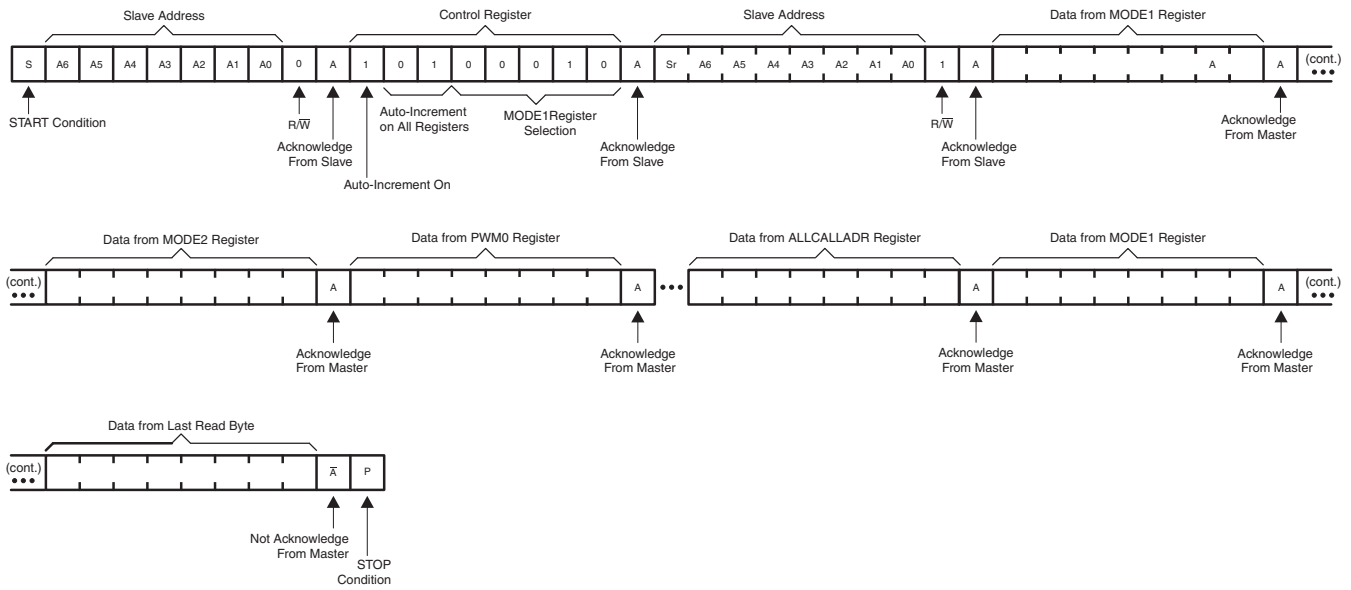 Slave Address Control Register Slave Address Data from MODE1 Register
S A6 A5 A4 A3 A2 A1 A0 0 A 1 0 1 0 0 0 1 0 A Sr A6 A5 A4 A3 A2 A1 A0 1 A A A (cont.)
START Condition
R/W̅
Acknowledge
From Slave
Auto-Increment On
Auto-Increment
on All Registers
MODE1Register
Selection
Acknowledge
From Slave
R/W̅
Acknowledge
From Slave
Acknowledge
From Master
Data from MODE2 Register Data from PWM0 Register Data from ALLCALLADR Register Data from MODE1 Register
(cont.) A A A A (cont.)
Acknowledge
From Master
Acknowledge
From Master
Acknowledge
From Master
Acknowledge
From Master
Data from Last Read Byte
(cont.) A̅ P
Not Acknowledge
From Master
STOP
Condition